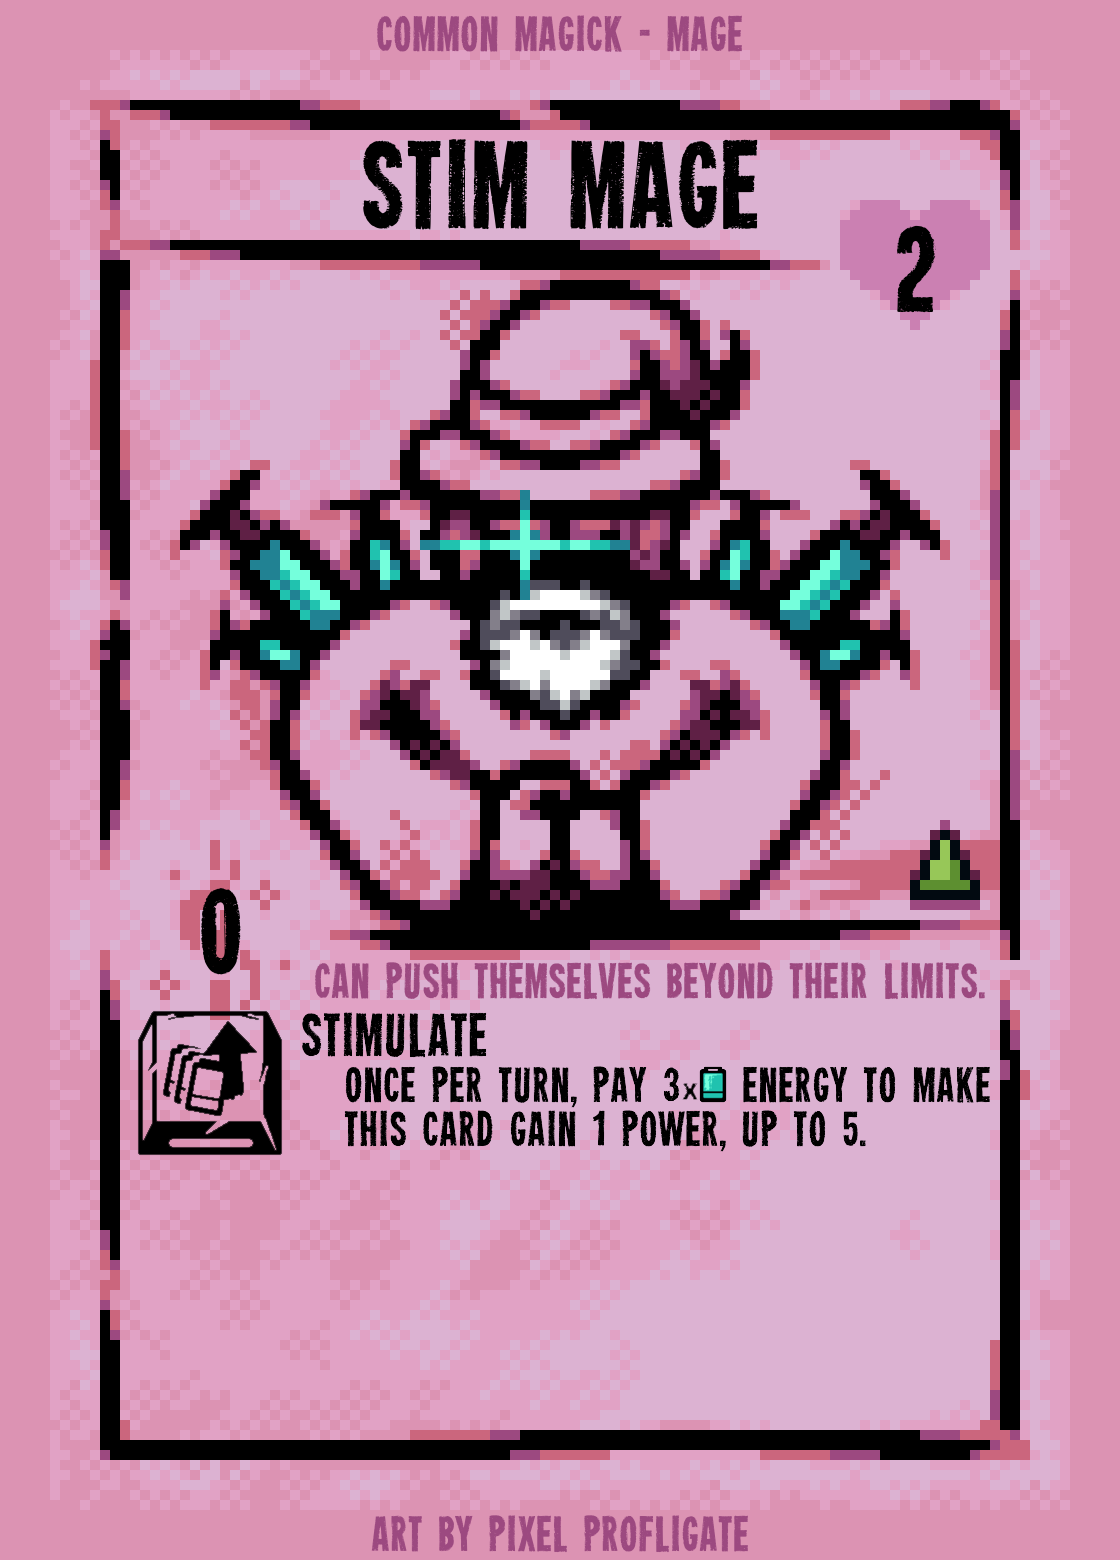 COMMON MAGICK - MAGE
STIM MAGE
2
0
CAN PUSH THEMSELVES BEYOND THEIR LIMITS.
STIMULATE
ONCE PER TURN, PAY 3x ENERGY TO MAKE
THIS CARD GAIN 1 POWER, UP TO 5.
ART BY PIXEL PROFLIGATE